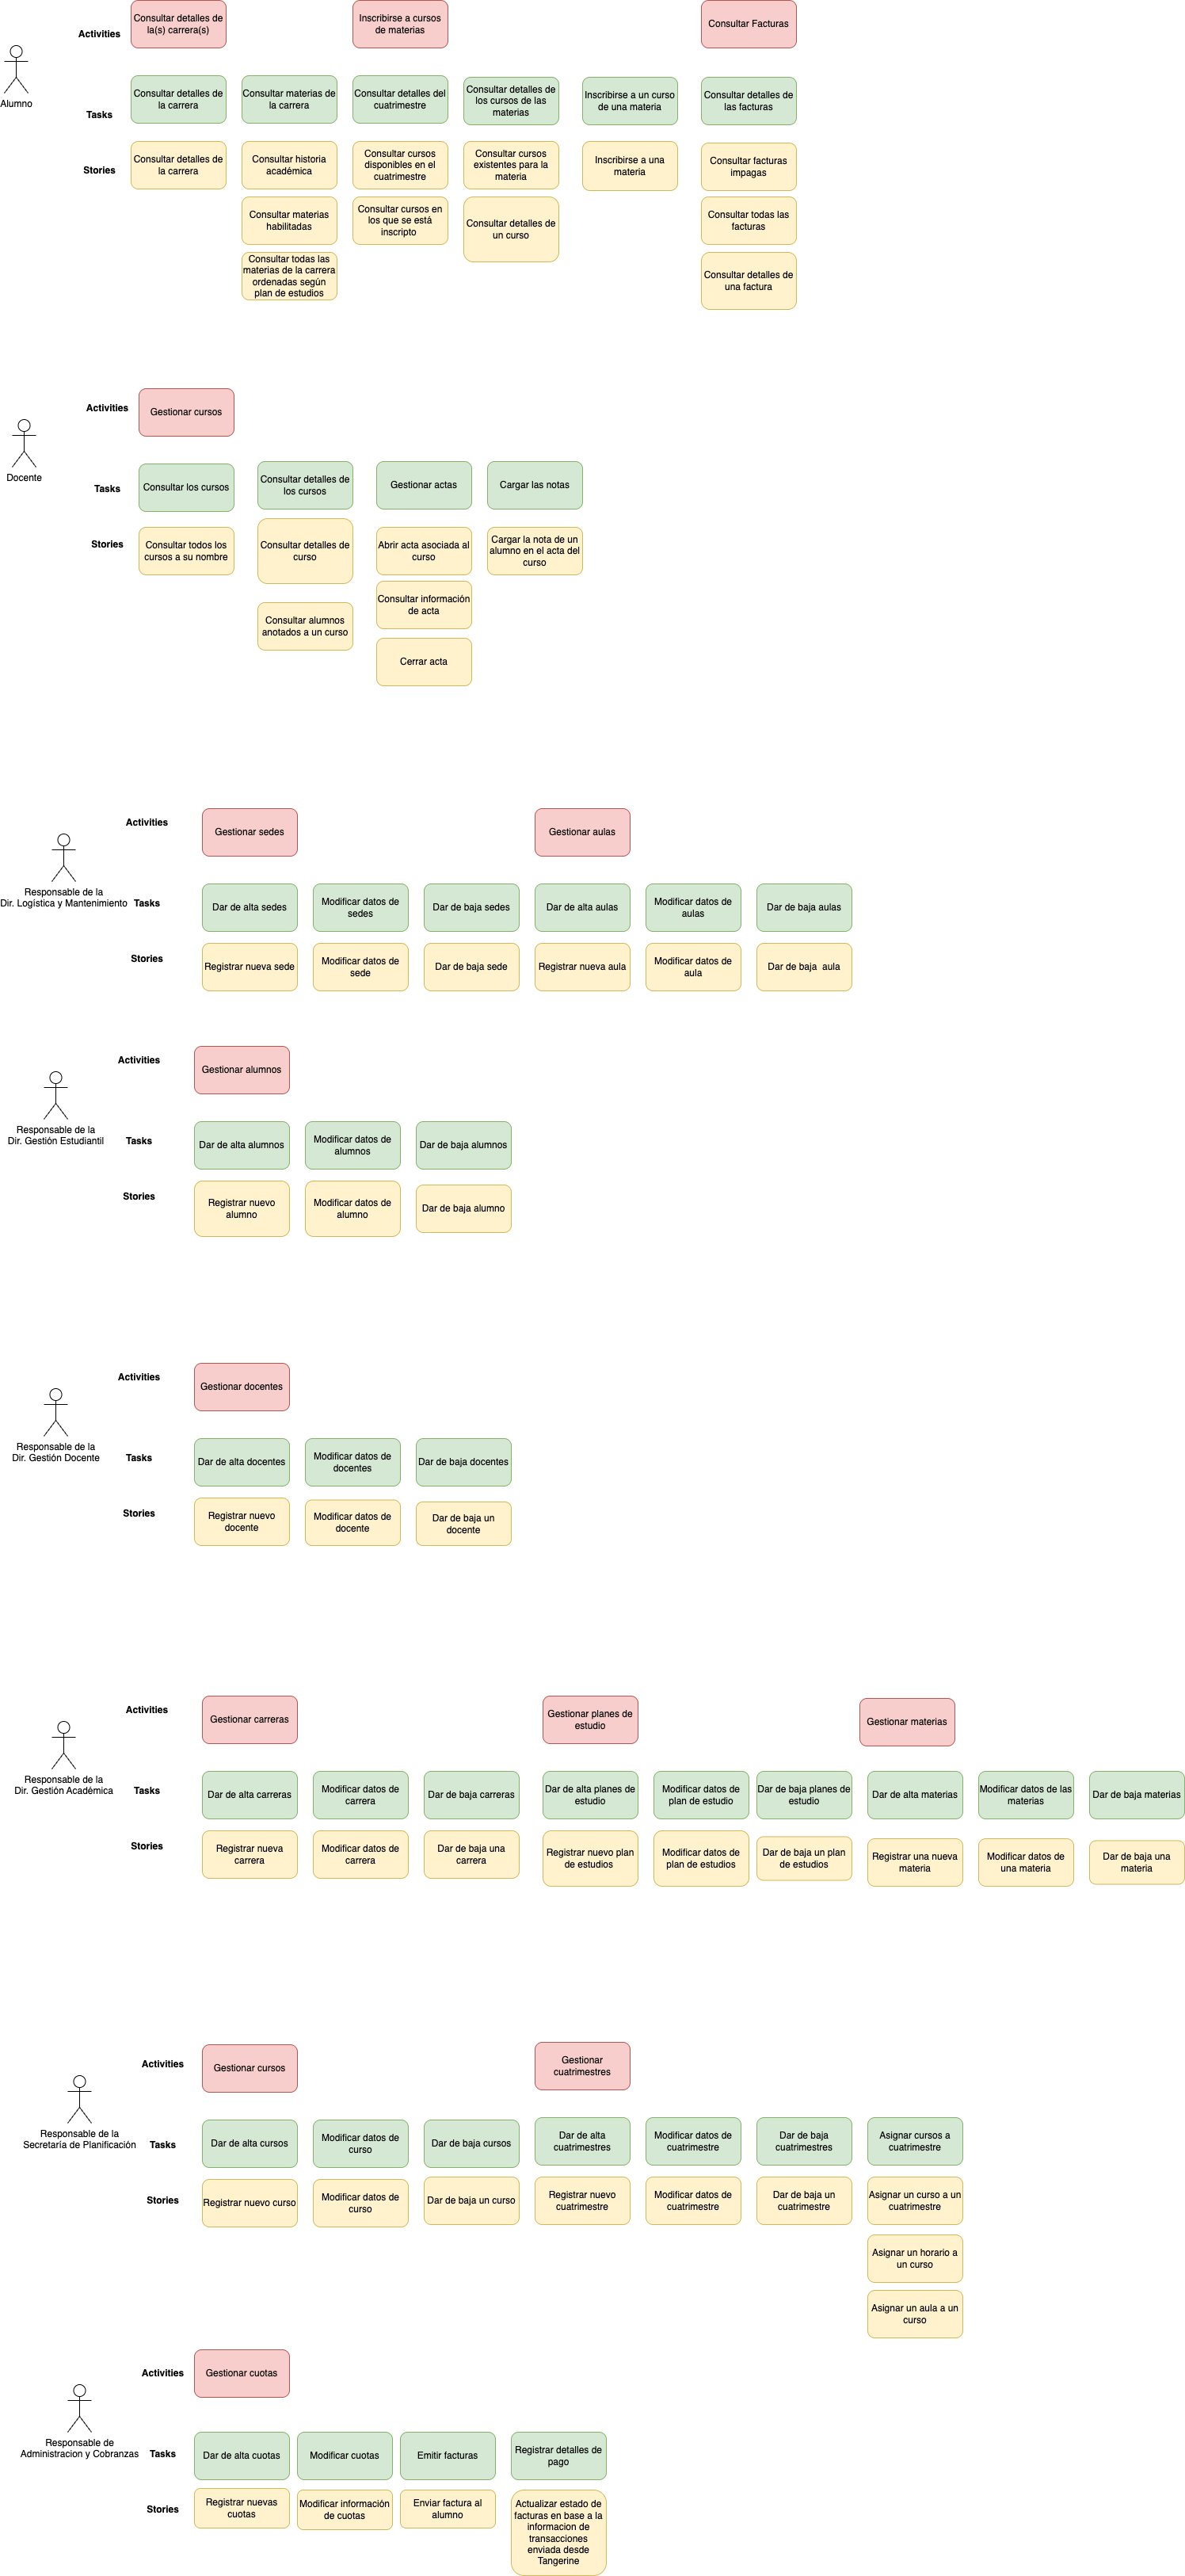 Activities
Consultar detalles de
la(s) carrera(s)
Inscribirse a cursos
de materias
Consultar Facturas
Alumno
Tasks
Consultar detalles de
la carrera
Consultar materias de
la carrera
Consultar detalles del
cuatrimestre
Consultar detalles de
los cursos de las
materias
Inscribirse a un curso
de una materia
Consultar detalles de
las facturas
Stories
Consultar detalles de
la carrera
Consultar historia
académica
Consultar cursos
disponibles en el
cuatrimestre
Consultar cursos
existentes para la
materia
Inscribirse a una
materia
Consultar facturas
impagas
Consultar materias
habilitadas
Consultar cursos en
los que se está
inscripto
Consultar detalles de
un curso
Consultar todas las
facturas
Consultar todas las
materias de la carrera
ordenadas según
plan de estudios
Consultar detalles de
una factura
Activities
Gestionar cursos
Docente
Tasks
Consultar los cursos
Consultar detalles de
los cursos
Gestionar actas
Cargar las notas
Stories
Consultar todos los
cursos a su nombre
Consultar detalles de
curso
Abrir acta asociada al
curso
Cargar la nota de un
alumno en el acta del
curso
Consultar alumnos
anotados a un curso
Consultar información
de acta
Cerrar acta
Activities
Gestionar sedes
Gestionar aulas
Responsable de la
Dir. Logística y Mantenimiento
Tasks
Dar de alta sedes
Modificar datos de
sedes
Dar de baja sedes
Dar de alta aulas
Modificar datos de
aulas
Dar de baja aulas
Stories
Registrar nueva sede
Modificar datos de
sede
Dar de baja sede
Registrar nueva aula
Modificar datos de
aula
Dar de baja  aula
Activities
Gestionar alumnos
Responsable de la
Dir. Gestión Estudiantil
Tasks
Dar de alta alumnos
Modificar datos de
alumnos
Dar de baja alumnos
Stories
Registrar nuevo
alumno
Modificar datos de
alumno
Dar de baja alumno
Activities
Gestionar docentes
Responsable de la
Dir. Gestión Docente
Tasks
Dar de alta docentes
Modificar datos de
docentes
Dar de baja docentes
Stories
Registrar nuevo
docente
Modificar datos de
docente
Dar de baja un
docente
Activities
Gestionar carreras
Gestionar planes de
estudio
Gestionar materias
Responsable de la
Dir. Gestión Académica
Tasks
Dar de alta carreras
Modificar datos de
carrera
Dar de baja carreras
Dar de alta planes de
estudio
Modificar datos de
plan de estudio
Dar de baja planes de
estudio
Dar de alta materias
Modificar datos de las
materias
Dar de baja materias
Stories
Registrar nueva
carrera
Modificar datos de
carrera
Dar de baja una
carrera
Registrar nuevo plan
de estudios
Modificar datos de
plan de estudios
Dar de baja un plan
de estudios
Registrar una nueva
materia
Modificar datos de
una materia
Dar de baja una
materia
Activities
Gestionar cursos
Gestionar
cuatrimestres
Responsable de la
Secretaría de Planificación
Tasks
Dar de alta cursos
Modificar datos de
curso
Dar de baja cursos
Dar de alta
cuatrimestres
Modificar datos de
cuatrimestre
Dar de baja
cuatrimestres
Asignar cursos a
cuatrimestre
Stories
Registrar nuevo curso
Modificar datos de
curso
Dar de baja un curso
Registrar nuevo
cuatrimestre
Modificar datos de
cuatrimestre
Dar de baja un
cuatrimestre
Asignar un curso a un
cuatrimestre
Asignar un horario a
un curso
Asignar un aula a un
curso
Activities
Gestionar cuotas
Responsable de
Administracion y Cobranzas
Tasks
Dar de alta cuotas
Modificar cuotas
Emitir facturas
Registrar detalles de
pago
Stories
Registrar nuevas
cuotas
Modificar información
de cuotas
Enviar factura al
alumno
Actualizar estado de
facturas en base a la
informacion de
transacciones
enviada desde
Tangerine